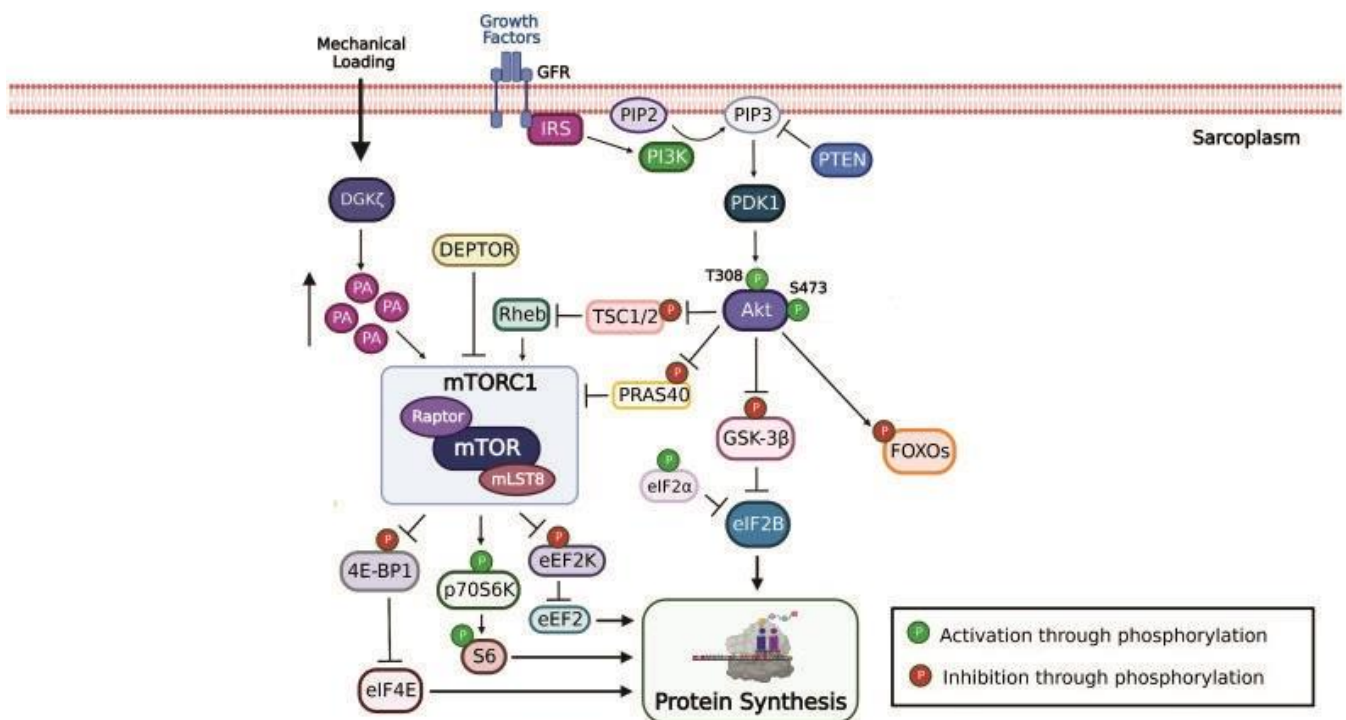 Growth
Factors
Mechanical
Loading
GFR
IRS
PIP2
PIP3
PI3K
PTEN
Sarcoplasm
DGKζ
PDK1
DEPTOR
T308
P
S473
Akt
P
PA
PA
PA
PA
Rheb
TSC1/2
P
P
PRAS40
mTORC1
Raptor
mTOR
mLST8
P
GSK-3β
P
FOXOs
P
eIF2α
eIF2B
P
4E-BP1
P
p70S6K
P
eEF2K
eEF2
P
S6
eIF4E
Protein Synthesis
P Activation through phosphorylation
P Inhibition through phosphorylation